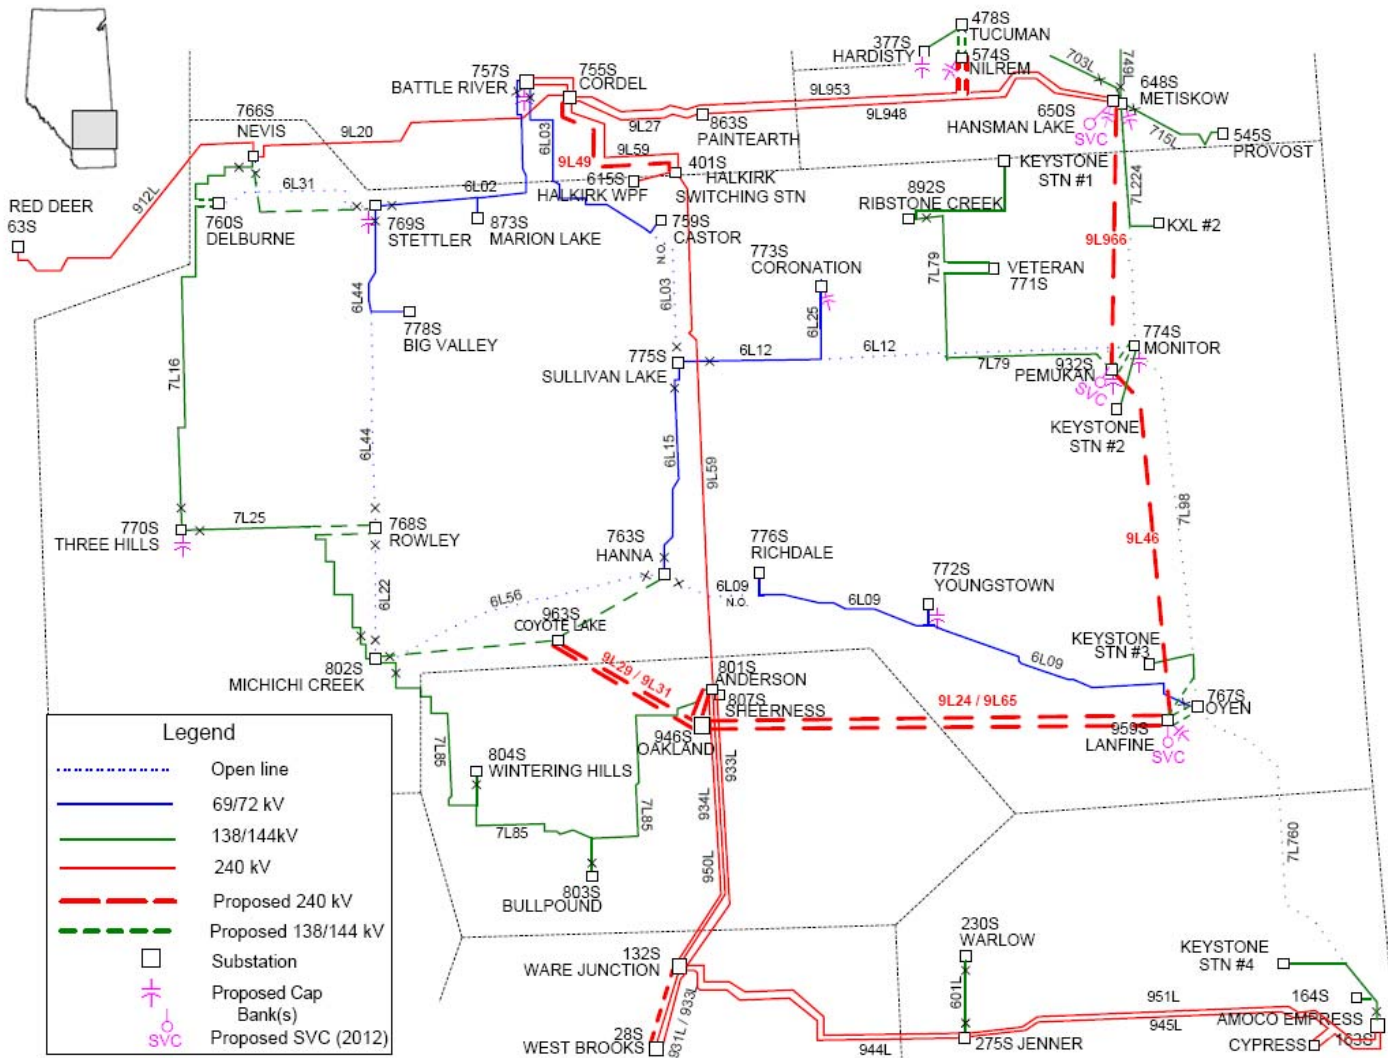 478S
TUCUMAN
377S
HARDISTY
574S
NILREM
703L
749L
757S
BATTLE RIVER
755S
CORDEL
648S
METISKOW
650S
HANSMAN LAKE
SVC
9L953
9L948
715L
545S
PROVOST
766S
NEVIS
9L20
6L03
9L27
863S
PAINTEARTH
9L59
9L49
401S
HALKIRK
SWITCHING STN
615S
HALKIRK WPF
KEYSTONE
STN #1
892S
RIBSTONE CREEK
7L224
912L
RED DEER
63S
6L31
6L02
760S
DELBURNE
769S
STETTLER
873S
MARION LAKE
759S
CASTOR
N.O.
KXL #2
9L966
773S
CORONATION
7L79
VETERAN
771S
6L44
6L03
6L25
778S
BIG VALLEY
774S
MONITOR
775S
SULLIVAN LAKE
6L12
6L12
7L79
932S
PEMUKAN
SVC
7L16
KEYSTONE
STN #2
6L44
6L15
9L59
7L98
770S
THREE HILLS
7L25
768S
ROWLEY
9L46
763S
HANNA
776S
RICHDALE
772S
YOUNGSTOWN
6L22
6L56
6L09
N.O.
6L09
963S
COYOTE LAKE
KEYSTONE
STN #3
6L09
802S
MICHICHI CREEK
9L29 / 9L31
801S
ANDERSON
807S
SHEERNESS
9L24 / 9L65
767S
OYEN
946S
OAKLAND
959S
LANFINE
SVC
7L85
804S
WINTERING HILLS
933L
934L
7L85
7L85
950L
7L760
803S
BULLPOUND
Legend
Open line
69/72 kV
138/144kV
240 kV
Proposed 240 kV
Proposed 138/144 kV
Substation
Proposed Cap
Bank(s)
SVC
Proposed SVC (2012)
132S
WARE JUNCTION
230S
WARLOW
KEYSTONE
STN #4
931L / 933L
601L
951L
945L
164S
AMOCO EMPRESS
163S
CYPRESS
28S
WEST BROOKS
944L
275S JENNER